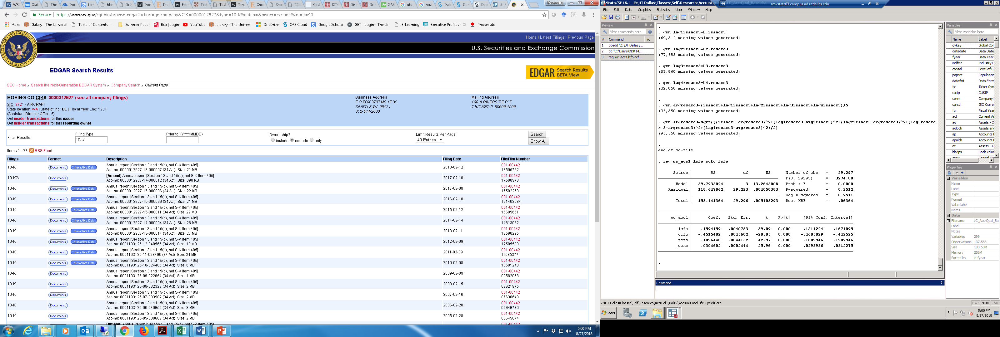 WRI
Stat
The
Doc
ferr
hhn
D: J
Doe
Prec
Esti
Test
Test
Tow
Sho
Sho
PII:
Cas
JSTO
Disc
On t
SAS
utd
how
Dat
Co
Dat
st: F
Devendra
Secure | https://www.sec.gov/cgi-bin/browse-edgar?action=getcompany&CIK=0000012927&type=10-K&dateb=&owner=exclude&count=40
Apps Galaxy - The Universit Table of Contents — Summer Paper Box | Login YouTube Library - The Univers OneDrive SAS Cloud Google Scholar GET - Login - The Un E-Learning Executive Profiles - C Prowessdx
Home | Latest Filings | Previous Page
U.S. Securities and Exchange Commission
EDGAR Search Results
EDGAR Search Results BETA View
SEC Home » Search the Next-Generation EDGAR System » Company Search » Current Page
BOEING CO CIK#: 0000012927 (see all company filings)
SIC: 3721 - AIRCRAFT
State location: WA | State of Inc.: DE | Fiscal Year End: 1231
(Assistant Director Office: 5)
Get insider transactions for this issuer.
Get insider transactions for this reporting owner.
Business Address
P O BOX 3707 MS 1F 31
SEATTLE WA 98124
312-544-2000
Mailing Address
100 N RIVERSIDE PLZ
CHICAGO IL 60606-1596
Filter Results:
Filing Type:
10-K
Prior to: (YYYYMMDD)
Ownership?
include exclude only
Limit Results Per Page
40 Entries
Search
Show All
Items 1 - 27 RSS Feed
Filings Format Description Filing Date File/Film Number
10-K Documents Interactive Data Annual report [Section 13 and 15(d), not S-K Item 405] 2018-02-12 001-00442
Acc-no: 0000012927-18-000007 (34 Act) Size: 21 MB 18595762
10-K/A Documents [Amend] Annual report [Section 13 and 15(d), not S-K Item 405] 2017-02-10 001-00442
Acc-no: 0000012927-17-000012 (34 Act) Size: 898 KB 17588978
10-K Documents Interactive Data Annual report [Section 13 and 15(d), not S-K Item 405] 2017-02-08 001-00442
Acc-no: 0000012927-17-000006 (34 Act) Size: 22 MB 17582273
10-K Documents Interactive Data Annual report [Section 13 and 15(d), not S-K Item 405] 2016-02-10 001-00442
Acc-no: 0000012927-16-000099 (34 Act) Size: 21 MB 161403584
10-K Documents Interactive Data Annual report [Section 13 and 15(d), not S-K Item 405] 2015-02-12 001-00442
Acc-no: 0000012927-15-000011 (34 Act) Size: 29 MB 15605651
10-K Documents Interactive Data Annual report [Section 13 and 15(d), not S-K Item 405] 2014-02-14 001-00442
Acc-no: 0000012927-14-000004 (34 Act) Size: 28 MB 14613052
10-K Documents Interactive Data Annual report [Section 13 and 15(d), not S-K Item 405] 2013-02-11 001-00442
Acc-no: 0000012927-13-000014 (34 Act) Size: 27 MB 13590295
10-K Documents Interactive Data Annual report [Section 13 and 15(d), not S-K Item 405] 2012-02-09 001-00442
Acc-no: 0001193125-12-048565 (34 Act) Size: 19 MB 12585593
10-K Documents Interactive Data Annual report [Section 13 and 15(d), not S-K Item 405] 2011-02-09 001-00442
Acc-no: 0001193125-11-028490 (34 Act) Size: 24 MB 11585377
10-K Documents Interactive Data Annual report [Section 13 and 15(d), not S-K Item 405] 2010-02-08 001-00442
Acc-no: 0001193125-10-024406 (34 Act) Size: 6 MB 10581243
10-K Documents Annual report [Section 13 and 15(d), not S-K Item 405] 2009-02-09 001-00442
Acc-no: 0001193125-09-022654 (34 Act) Size: 1 MB 09582073
10-K Documents Annual report [Section 13 and 15(d), not S-K Item 405] 2008-02-15 001-00442
Acc-no: 0001193125-08-032328 (34 Act) Size: 2 MB 08621975
10-K Documents Annual report [Section 13 and 15(d), not S-K Item 405] 2007-02-16 001-00442
Acc-no: 0001193125-07-033902 (34 Act) Size: 2 MB 07630640
10-K Documents Annual report [Section 13 and 15(d), not S-K Item 405] 2006-02-28 001-00442
Acc-no: 0001193125-06-040952 (34 Act) Size: 3 MB 06649730
10-K Documents Annual report [Section 13 and 15(d), not S-K Item 405] 2005-02-28 001-00442
Acc-no: 0001193125-05-038602 (34 Act) Size: 2 MB 05645674
[Amend] Annual report [Section 13 and 15(d), not S-K Item 405] 001-00442
5:00 PM
8/27/2018
Stata/SE 15.1 - Z:\UT Dallas\Classes\Self\Research\Accrual
smvstata03.campus.ad.utdallas.edu
File Edit Data Graphics Statistics User Window Help
Review
Filter commands here
# Command _rc
1 doedit "Z:\UT Dallas\...
2 do "C:\Users\DDK14...
3 reg wc_acc1 lcfo ccf...
.
. gen lag1resacc3=L.resacc3
(69,214 missing values generated)
. gen lag2resacc3=L2.resacc3
(77,683 missing values generated)
. gen lag3resacc3=L3.resacc3
(83,860 missing values generated)
. gen lag4resacc3=L4.resacc3
(89,058 missing values generated)
.
. gen avgresacc3=(resacc3+lag1resacc3+lag2resacc3+lag3resacc3+lag4resacc3)/5
(96,550 missing values generated)
. gen stdresacc3=sqrt(((resacc3-avgresacc3)^2+(lag1resacc3-avgresacc3)^2+(lag2resacc3-avgresacc3)^2+(lag3resacc
> 3-avgresacc3)^2+(lag4resacc3-avgresacc3)^2)/5)
(96,550 missing values generated)
.
end of do-file
. reg wc_acc1 lcfo ccfo fcfo
Source SS df MS Number of obs = 29,297
F(3, 29293) = 3274.88
Model 39.7935024 3 13.2645008 Prob > F = 0.0000
Residual 118.647862 29,293 .004050383 R-squared = 0.2512
Adj R-squared = 0.2511
Total 158.441364 29,296 .005408293 Root MSE = .06364
wc_acc1 Coef. Std. Err. t P>|t| [95% Conf. Interval]
lcfo .1594159 .0040783 39.09 0.000 .1514224 .1674095
ccfo -.4515489 .0045682 -98.85 0.000 -.4605029 -.442595
fcfo .1896446 .0044132 42.97 0.000 .1809946 .1982946
_cons .0304605 .0005444 55.96 0.000 .0293936 .0315275
.
Command
Variables
Filter variables here
Name Label
gvkey Global Com
datadate Data Date
fyear Data Year
indfmt Industry F
consol Level of C
popsrc Population
datafmt Data Form
tic Ticker Sym
cusip CUSIP
conm Company
curcd ISO Curren
fyr Fiscal Year
act Current As
ao Assets - O
aoloch Assets and
ap Accounts
apalch Accounts
at Assets - T
bkvlps Book Value
Properties
Variables
Name
Label
Type
Format
Value label
Notes
Data
Filename LC_AccrQual_Ba
Label
Notes
Variables 299
Observations 137,558
Size 183.53M
Memory 256M
Sorted by id fyear
Z:\UT Dallas\Classes\Self\Research\Accrual Quality\Accruals and Life Cycle\Data
CAP NUM OVR
Start
5:00 PM
8/27/2018